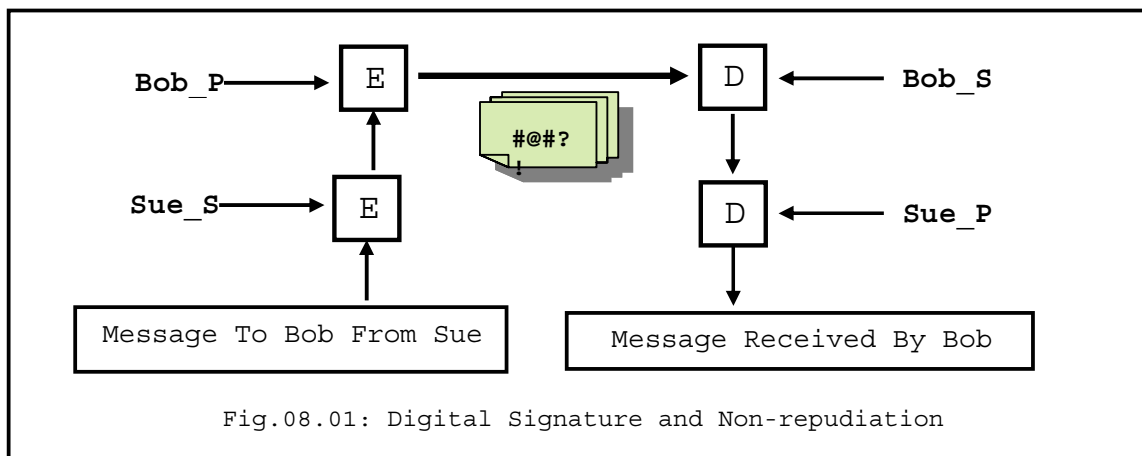 Bob_P
E
D
Bob_S
#@#?
!
Sue_S
E
D
Sue_P
Message To Bob From Sue
Message Received By Bob
Fig.08.01: Digital Signature and Non-repudiation